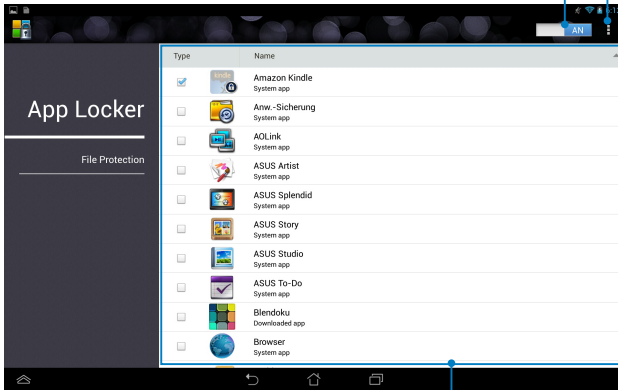 AN
Type Name
App Locker
File Protection
Amazon Kindle
System app
Anw.-Sicherung
System app
AOLink
System app
ASUS Artist
System app
ASUS Splendid
System app
ASUS Story
System app
ASUS Studio
System app
ASUS To-Do
System app
Blendoku
Downloaded app
Browser
System app